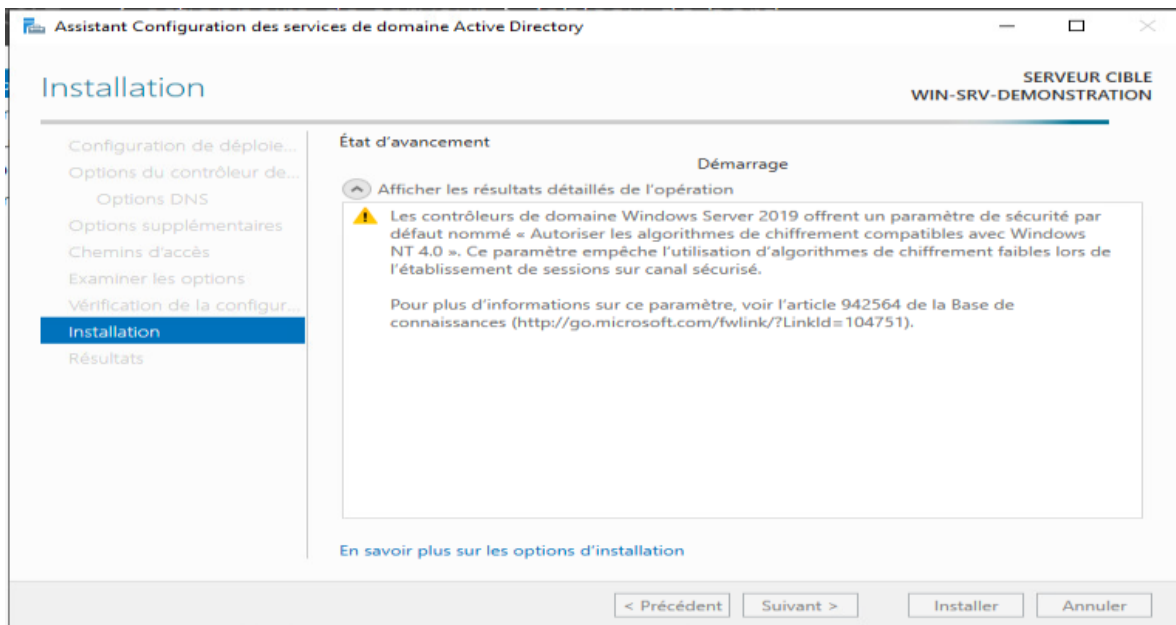 Assistant Configuration des services de domaine Active Directory
Installation
SERVEUR CIBLE
WIN-SRV-DEMONSTRATION
Configuration de déploie...
Options du contrôleur de...
Options DNS
Options supplémentaires
Chemins d'accès
Examiner les options
Vérification de la configur...
Installation
Résultats
État d'avancement
Démarrage
Afficher les résultats détaillés de l'opération
Les contrôleurs de domaine Windows Server 2019 offrent un paramètre de sécurité par
défaut nommé « Autoriser les algorithmes de chiffrement compatibles avec Windows
NT 4.0 ». Ce paramètre empêche l'utilisation d'algorithmes de chiffrement faibles lors de
l'établissement de sessions sur canal sécurisé.
Pour plus d'informations sur ce paramètre, voir l'article 942564 de la Base de
connaissances (http://go.microsoft.com/fwlink/?LinkId=104751).
En savoir plus sur les options d'installation
< Précédent
Suivant >
Installer
Annuler